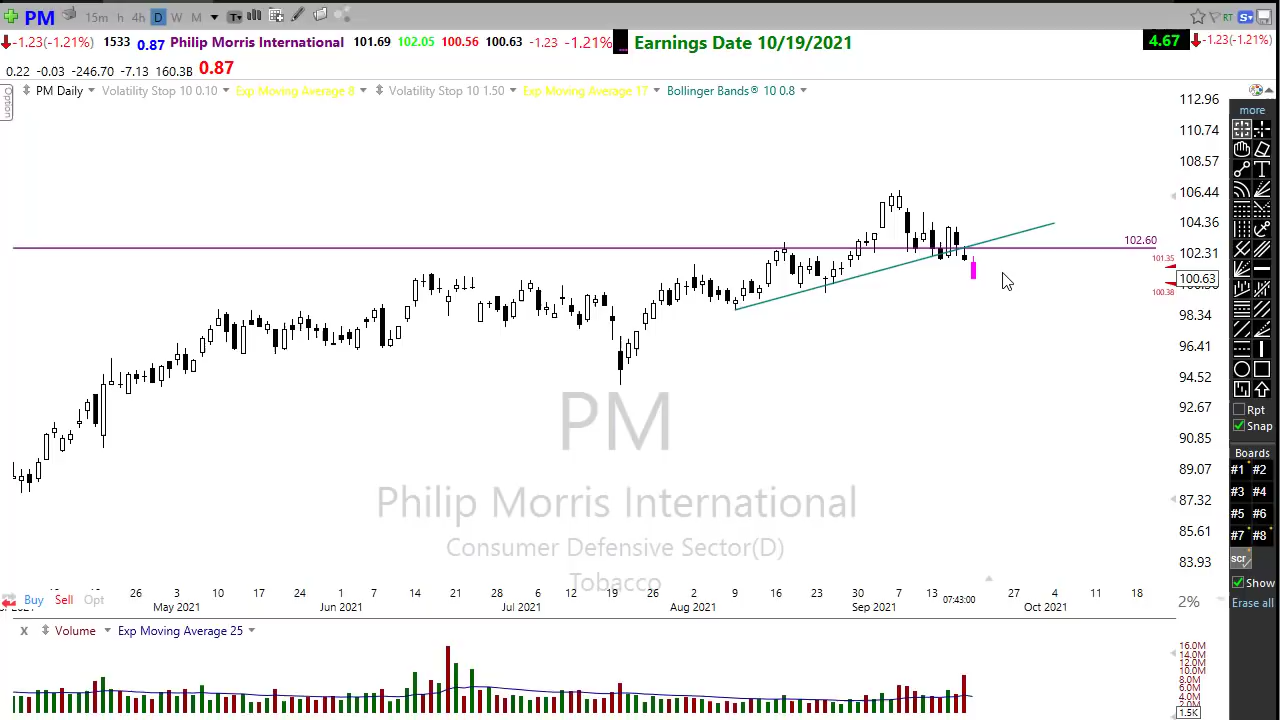 PM 15m h 4h D W M T RT S
-1.23(-1.21%) 1533 0.87 Philip Morris International 101.69 102.05 100.56 100.63 -1.23 -1.21% Earnings Date 10/19/2021 4.67 -1.23(-1.21%)
0.22 -0.03 -246.70 -7.13 160.3B 0.87
Option
PM Daily Volatility Stop 10 0.10 Exp Moving Average 8 Volatility Stop 10 1.50 Exp Moving Average 17 Bollinger Bands® 10 0.8
112.96
110.74
108.57
106.44
104.36
102.60
102.31
101.35
100.63
100.38
98.34
96.41
94.52
92.67
90.85
89.07
87.32
85.61
83.93
PM
Philip Morris International
Consumer Defensive Sector(D)
Tobacco
26 3 10 17 24 1 7 14 21 28 6 12 19 26 2 9 16 23 30 7 13 07:43:00 27 4 11 18
May 2021 Jun 2021 Jul 2021 Aug 2021 Sep 2021 Oct 2021
Buy Sell Opt
2%
X Volume Exp Moving Average 25
16.0M
14.0M
12.0M
10.0M
8.0M
6.0M
4.0M
2.0M
1.5K
more
T
Rpt
Snap
Boards
#1 #2
#3 #4
#5 #6
#7 #8
scr
Show
Erase all